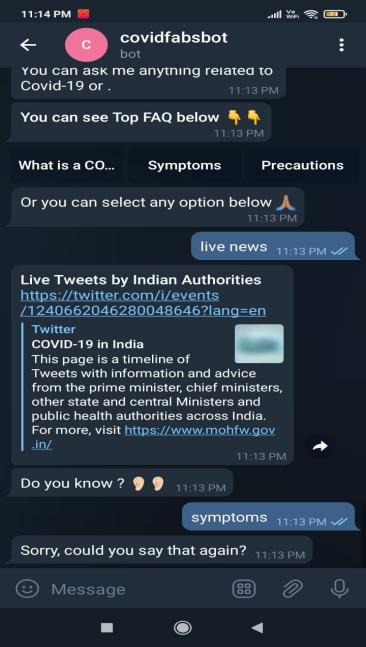 11:14 PM
Vo WiFi
covidfabsbot
C
bot
You can ask me anything related to
Covid-19 or .
11:13 PM
You can see Top FAQ below 👇👇
11:13 PM
What is a CO...
Symptoms
Precautions
Or you can select any option below 🙏🏽
11:13 PM
live news 11:13 PM
Live Tweets by Indian Authorities
https://twitter.com/i/events
/1240662046280048646?lang=en
Twitter
COVID-19 in India
This page is a timeline of
Tweets with information and advice
from the prime minister, chief ministers,
other state and central Ministers and
public health authorities across India.
For more, visit https://www.mohfw.gov
.in/
11:13 PM
Do you know ? 👂🏻👂🏻 11:13 PM
symptoms 11:13 PM
Sorry, could you say that again? 11:13 PM
Message